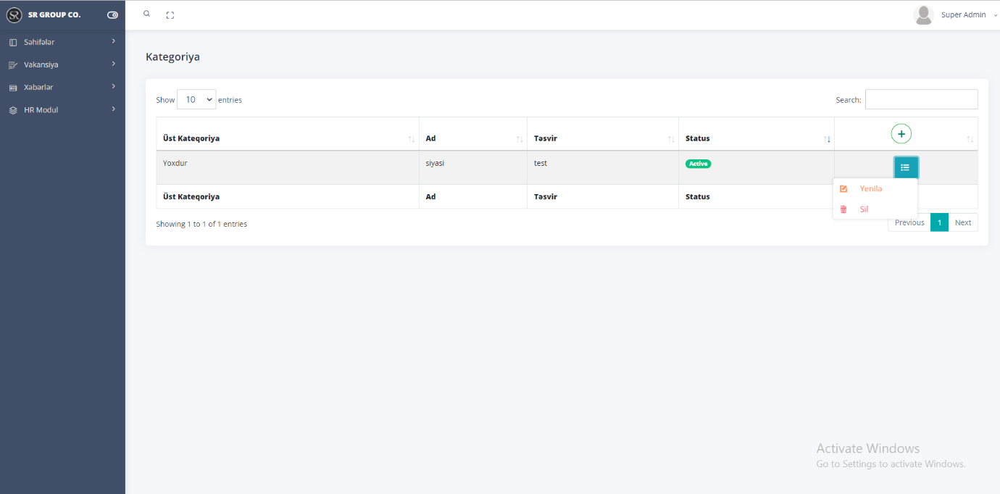 SR SR GROUP CO.
Super Admin
Səhifələr
Vakansiya
Xəbərlər
HR Modul
Kategoriya
Show 10 entries
Search:
Üst Kateqoriya Ad Təsvir Status
Yoxdur siyasi test Active
Yenilə
Sil
Üst Kateqoriya Ad Təsvir Status
Showing 1 to 1 of 1 entries
Previous 1 Next
Activate Windows
Go to Settings to activate Windows.